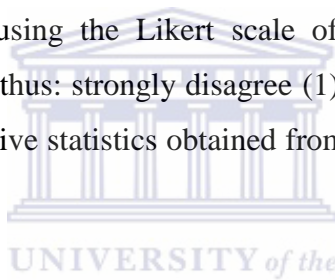 using the Likert scale of
thus: strongly disagree (1)
ive statistics obtained from
UNIVERSITY of the